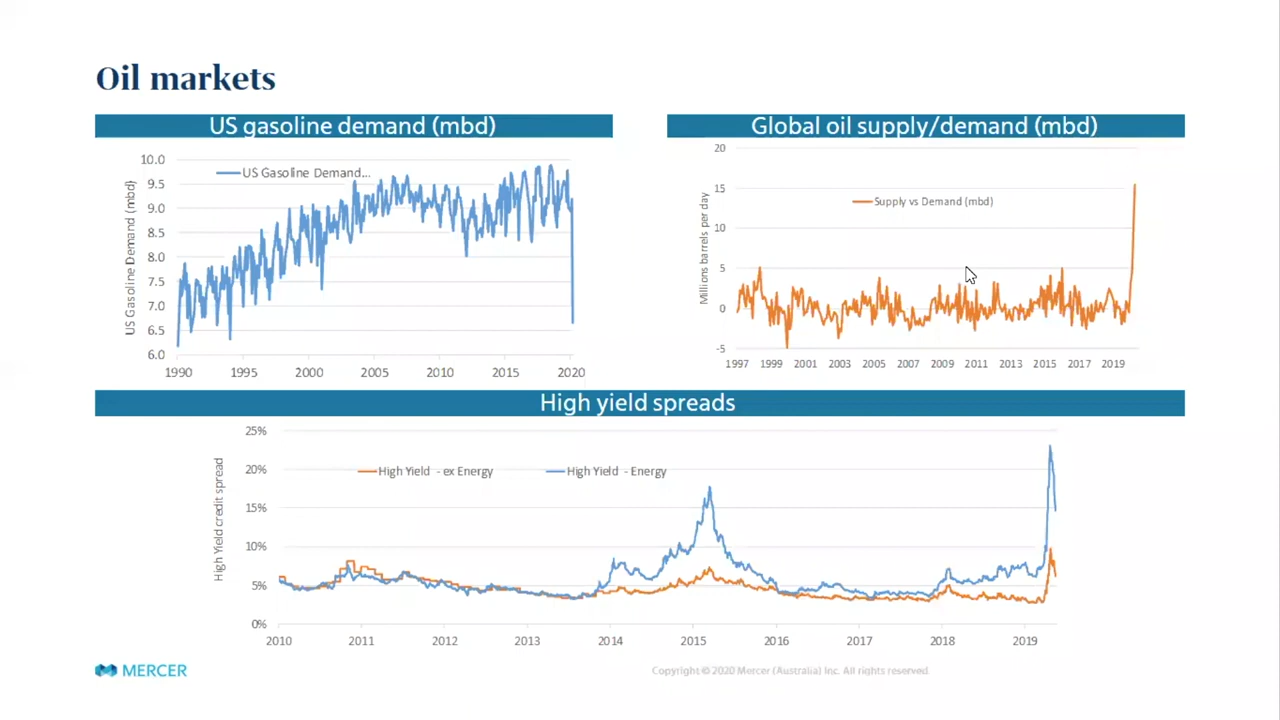 Oil markets
US gasoline demand (mbd)
10.0
9.5
9.0
8.5
8.0
7.5
7.0
6.5
6.0
US Gasoline Demand (mbd)
US Gasoline Demand...
1990 1995 2000 2005 2010 2015 2020
Global oil supply/demand (mbd)
20
15
10
5
0
-5
Millions barrels per day
Supply vs Demand (mbd)
1997 1999 2001 2003 2005 2007 2009 2011 2013 2015 2017 2019
High yield spreads
25%
20%
15%
10%
5%
0%
High Yield credit spread
High Yield - ex Energy High Yield - Energy
2010 2011 2012 2013 2014 2015 2016 2017 2018 2019
MERCER
Copyright © 2020 Mercer (Australia) Inc. All rights reserved.